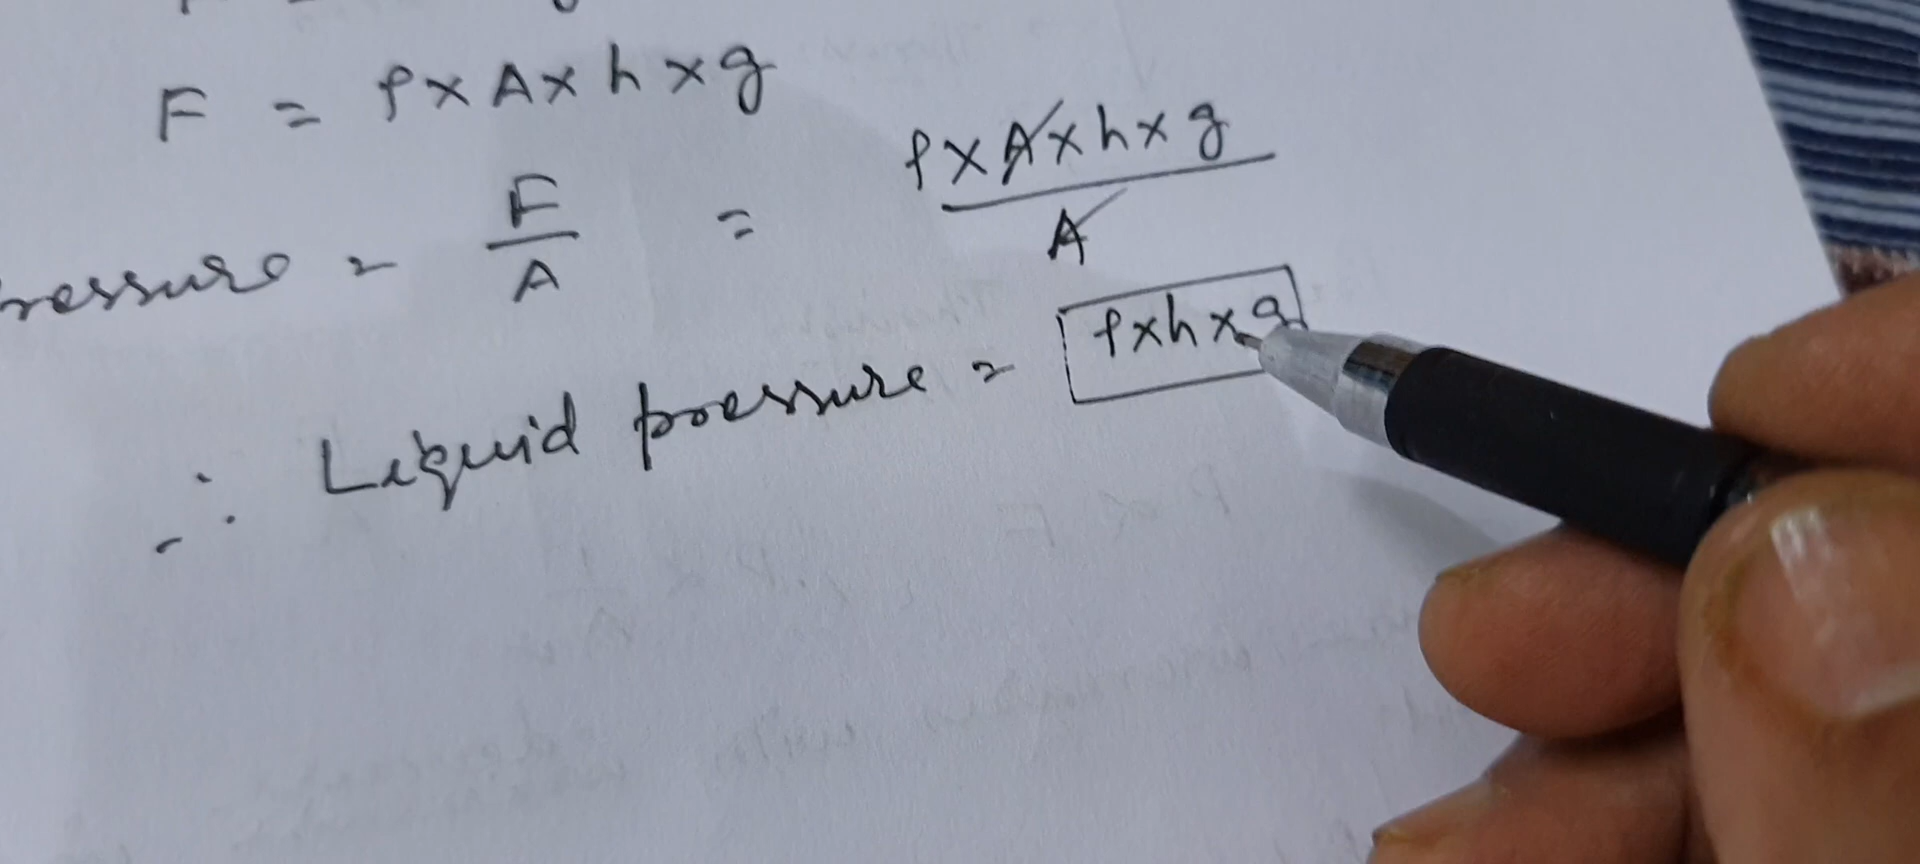 F = ρ × A × h × g
ressure = F/A = ρ × A × h × g / A
∴ Liquid pressure = ρ × h × g